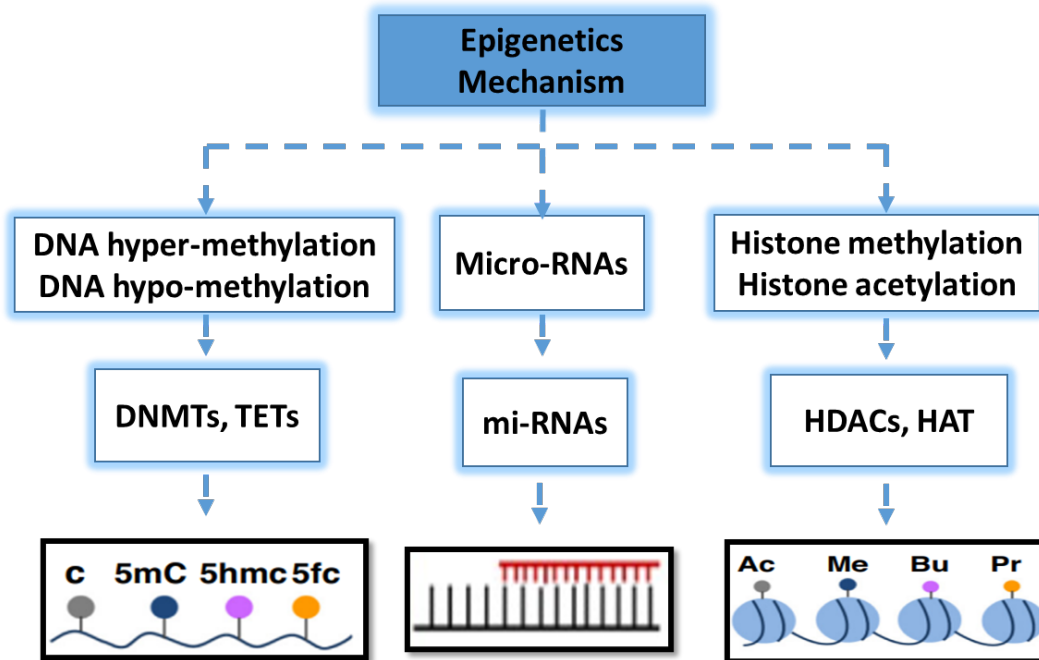 Epigenetics
Mechanism
DNA hyper-methylation
DNA hypo-methylation
Micro-RNAs
Histone methylation
Histone acetylation
DNMTs, TETs
mi-RNAs
HDACs, HAT
c 5mC 5hmc 5fc
Ac Me Bu Pr